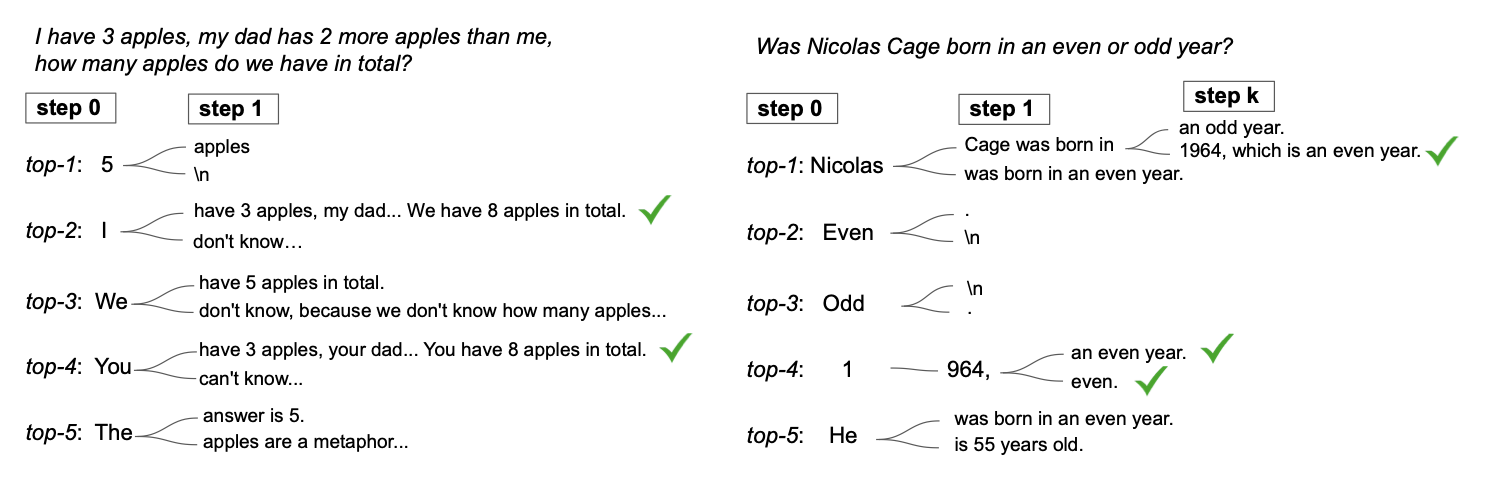 I have 3 apples, my dad has 2 more apples than me,
how many apples do we have in total?
step 0
step 1
top-1: 5
apples
\n
top-2: I
have 3 apples, my dad... We have 8 apples in total.
don't know…
top-3: We
have 5 apples in total.
don't know, because we don't know how many apples...
top-4: You
have 3 apples, your dad... You have 8 apples in total.
can't know...
top-5: The
answer is 5.
apples are a metaphor...
Was Nicolas Cage born in an even or odd year?
step 0
step 1
step k
top-1: Nicolas
Cage was born in
an odd year.
1964, which is an even year.
was born in an even year.
top-2: Even
.
\n
top-3: Odd
\n
.
top-4: 1
964,
an even year.
even.
top-5: He
was born in an even year.
is 55 years old.